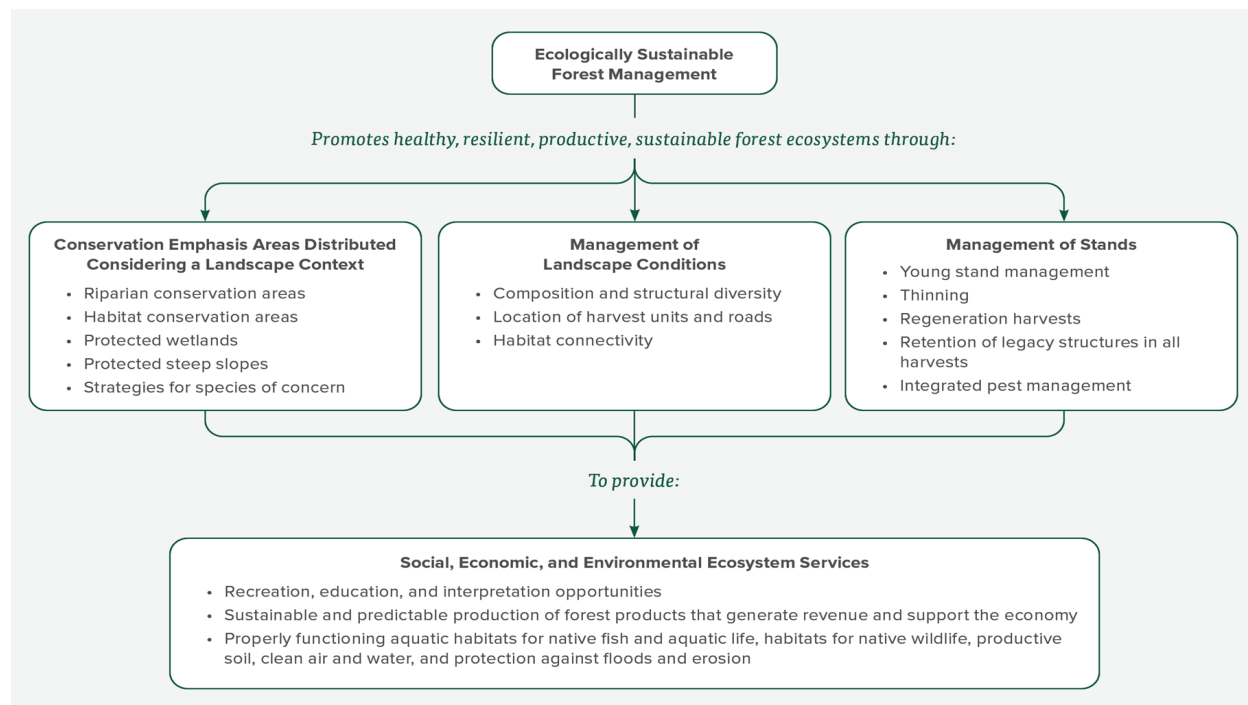 Ecologically Sustainable
Forest Management
Promotes healthy, resilient, productive, sustainable forest ecosystems through:
Conservation Emphasis Areas Distributed
Considering a Landscape Context
• Riparian conservation areas
• Habitat conservation areas
• Protected wetlands
• Protected steep slopes
• Strategies for species of concern
Management of
Landscape Conditions
• Composition and structural diversity
• Location of harvest units and roads
• Habitat connectivity
Management of Stands
• Young stand management
• Thinning
• Regeneration harvests
• Retention of legacy structures in all
harvests
• Integrated pest management
To provide:
Social, Economic, and Environmental Ecosystem Services
• Recreation, education, and interpretation opportunities
• Sustainable and predictable production of forest products that generate revenue and support the economy
• Properly functioning aquatic habitats for native fish and aquatic life, habitats for native wildlife, productive
soil, clean air and water, and protection against floods and erosion